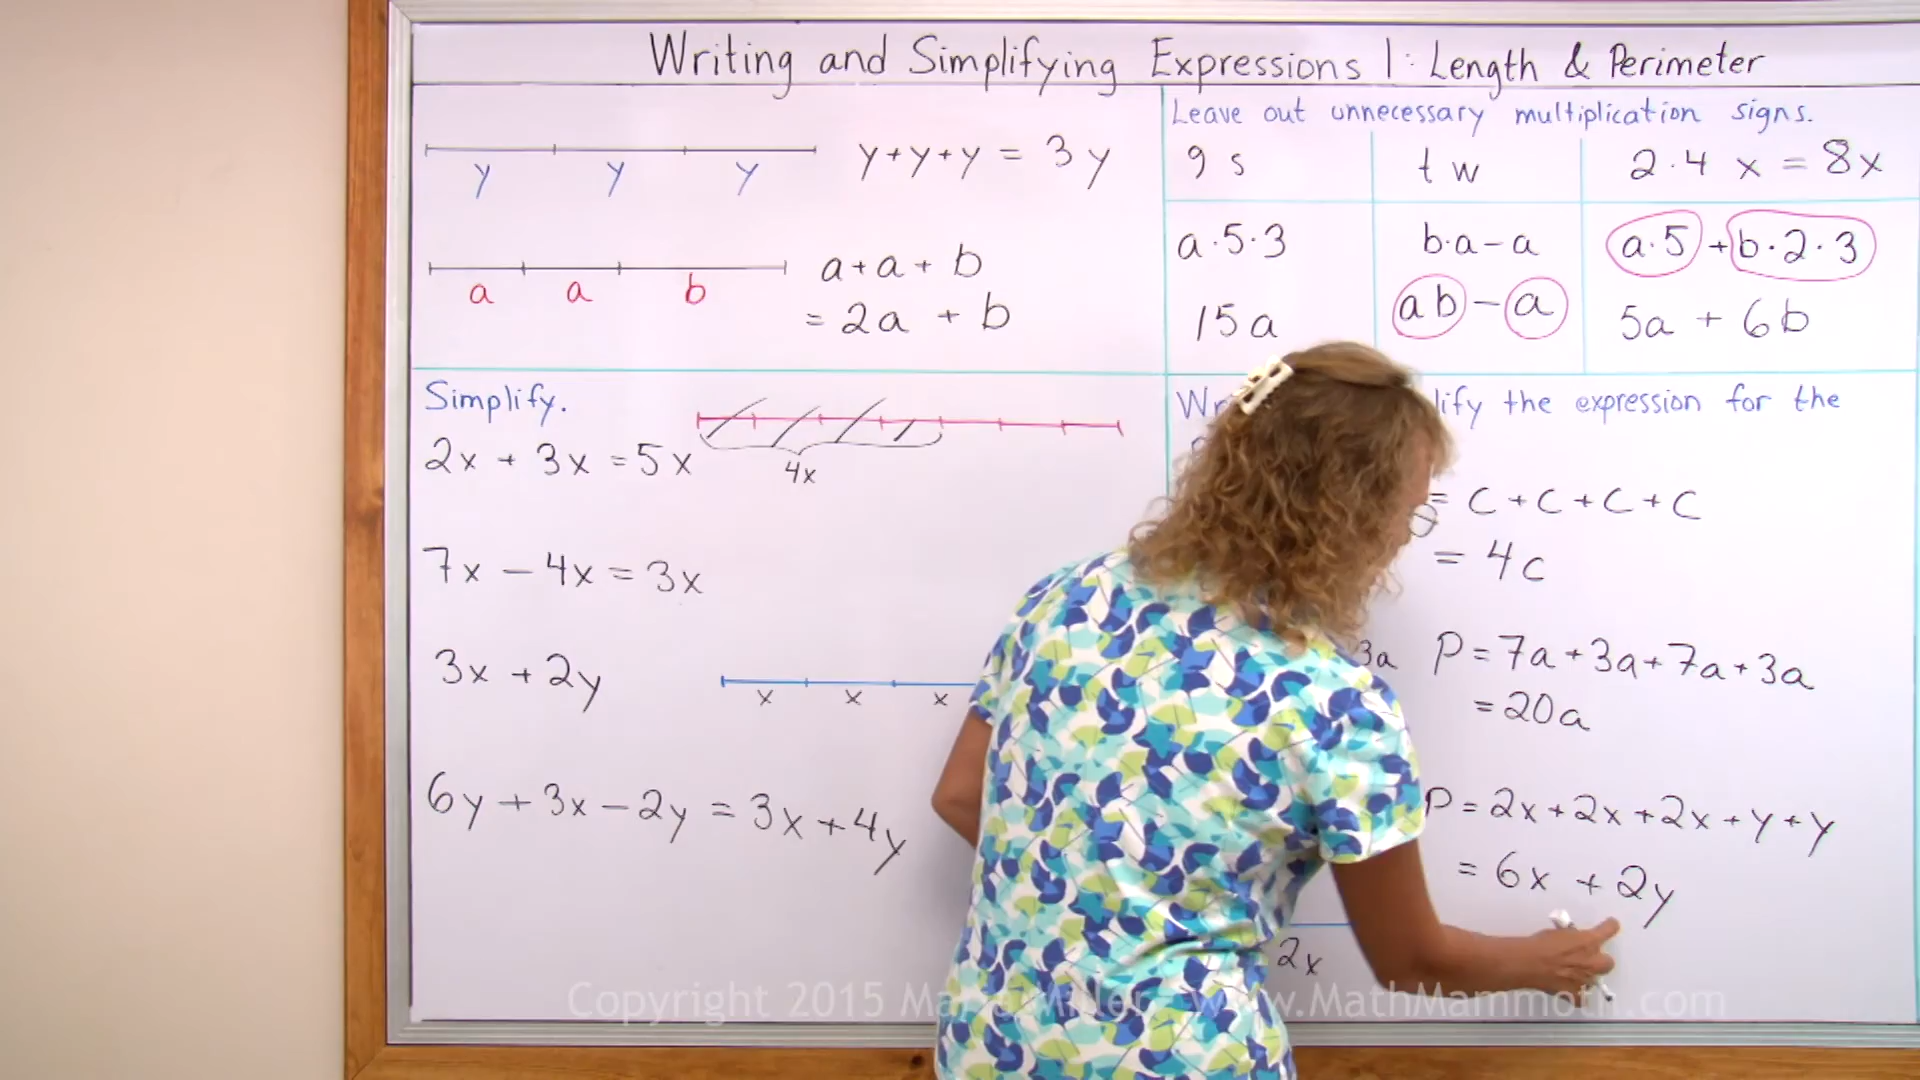 Writing and Simplifying Expressions 1: Length & Perimeter
y y y
y+y+y = 3y
a a b
a+a+b
= 2a + b
Leave out unnecessary multiplication signs.
9 s
t w
2·4 x = 8x
a·5·3
b·a-a
a·5 + b·2·3
15a
ab - a
5a + 6b
Simplify.
2x + 3x = 5x
4x
7x - 4x = 3x
3x + 2y
x x x
6y + 3x - 2y = 3x + 4y
the expression for the
= c + c + c + c
= 4c
3a
P = 7a + 3a + 7a + 3a
= 20a
P = 2x + 2x + 2x + y + y
= 6x + 2y
2x
Copyright 2015 Miller www.MathMammoth.com